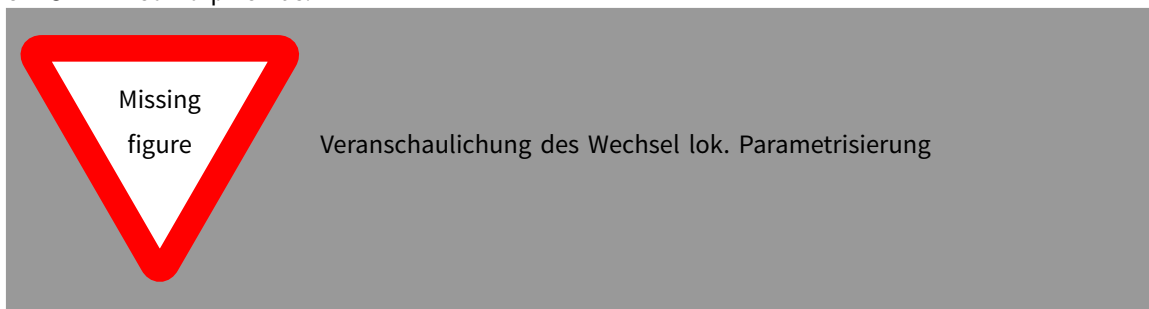 Missing
figure
Veranschaulichung des Wechsel lok. Parametrisierung